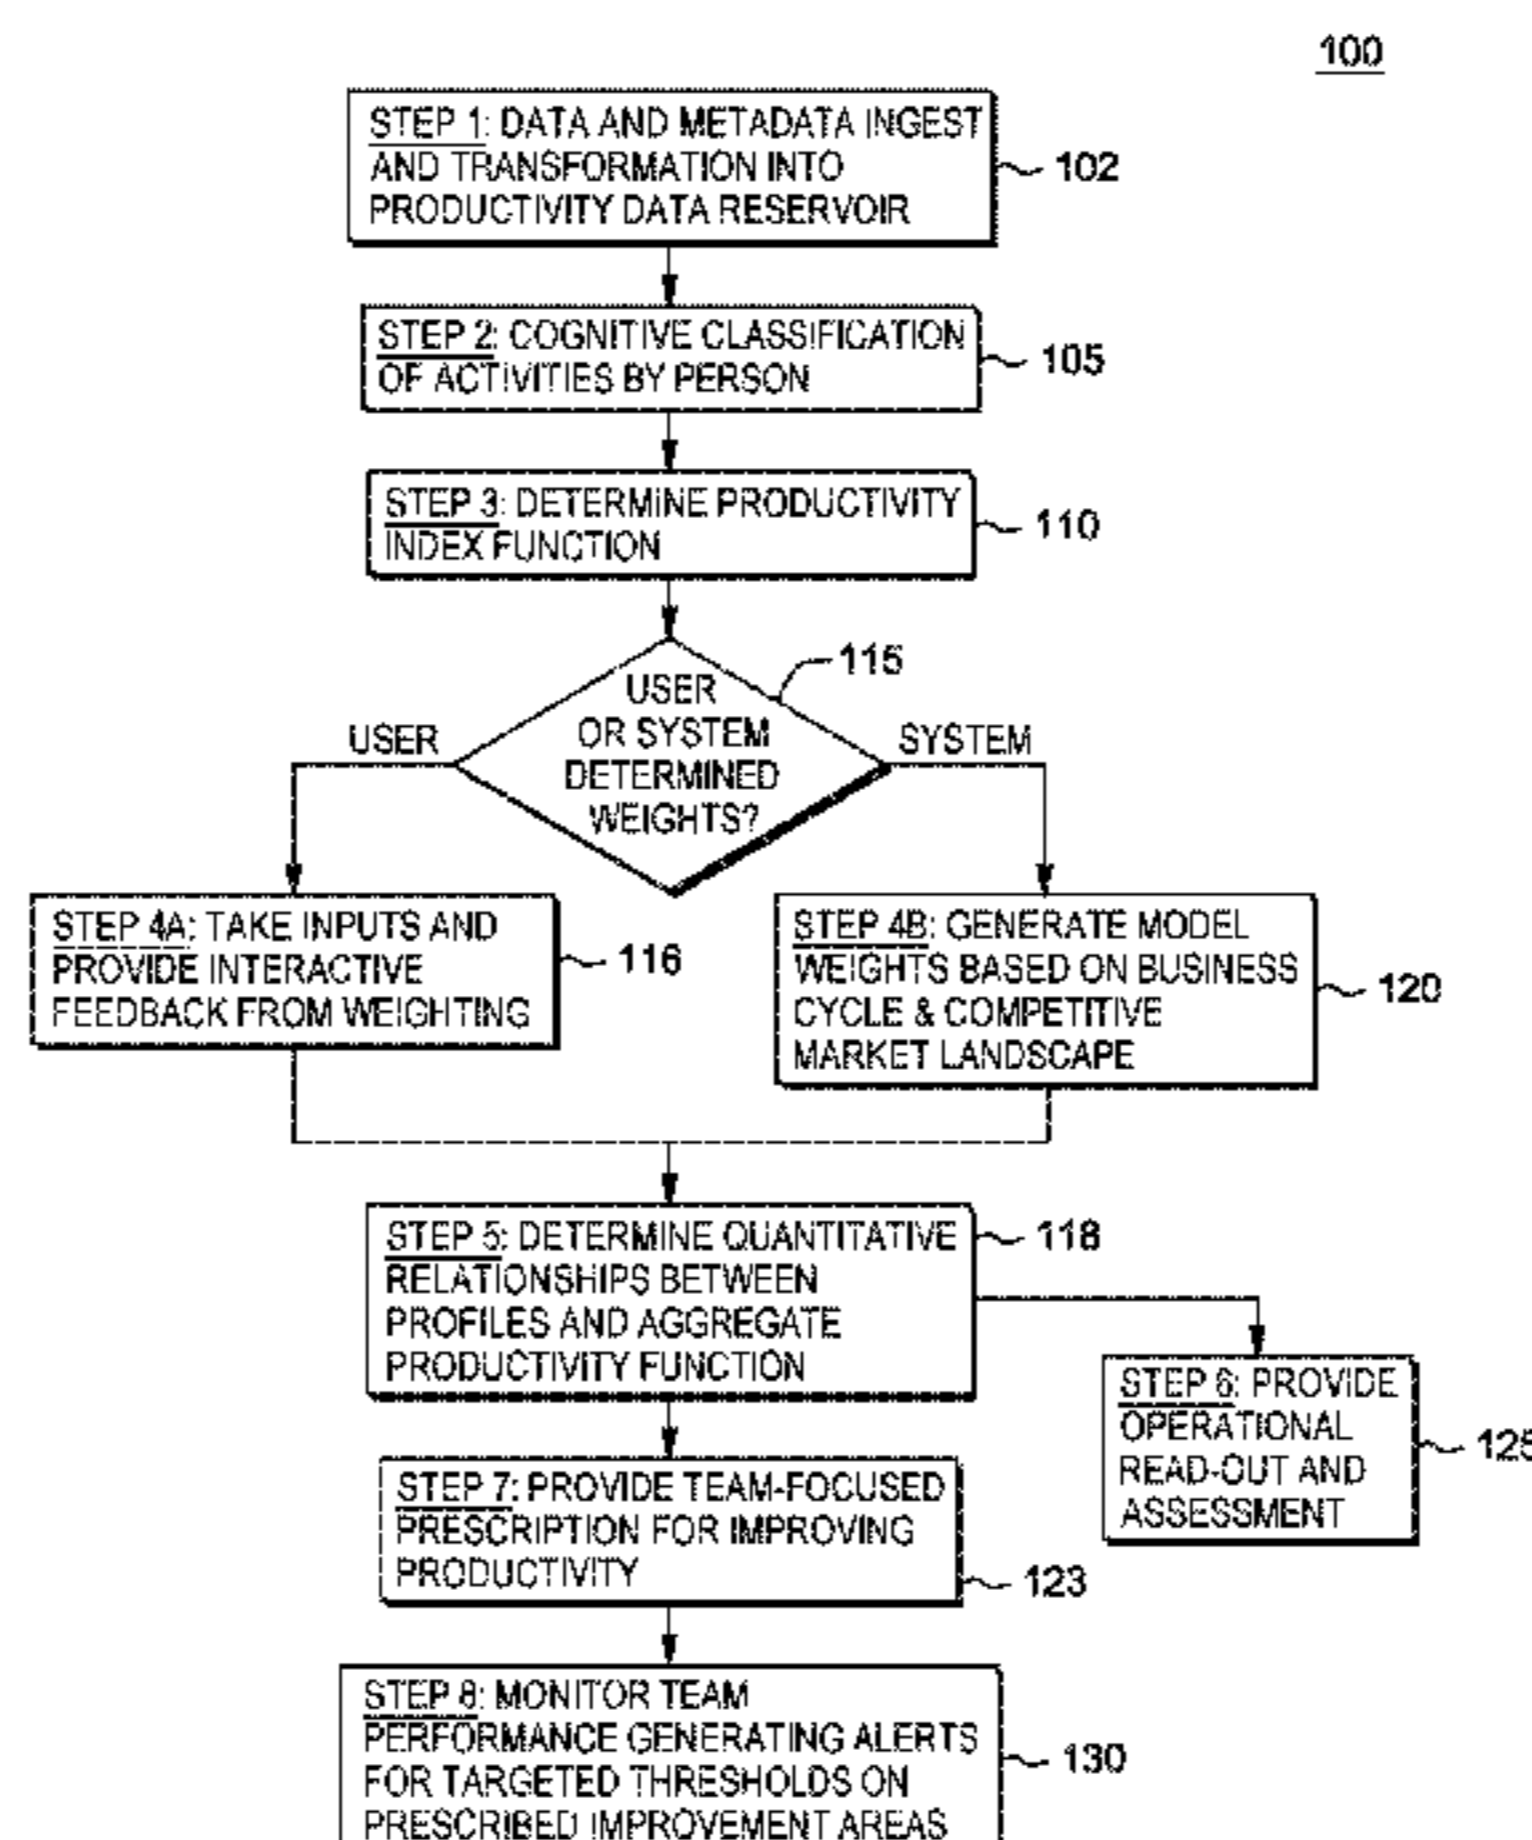 100
STEP 1: DATA AND METADATA INGEST
AND TRANSFORMATION INTO
PRODUCTIVITY DATA RESERVOIR
102
STEP 2: COGNITIVE CLASSIFICATION
OF ACTIVITIES BY PERSON
105
STEP 3: DETERMINE PRODUCTIVITY
INDEX FUNCTION
110
USER
OR SYSTEM
DETERMINED
WEIGHTS?
115
USER
SYSTEM
STEP 4A: TAKE INPUTS AND
PROVIDE INTERACTIVE
FEEDBACK FROM WEIGHTING
116
STEP 4B: GENERATE MODEL
WEIGHTS BASED ON BUSINESS
CYCLE & COMPETITIVE
MARKET LANDSCAPE
120
STEP 5: DETERMINE QUANTITATIVE
RELATIONSHIPS BETWEEN
PROFILES AND AGGREGATE
PRODUCTIVITY FUNCTION
118
STEP 6: PROVIDE
OPERATIONAL
READ-OUT AND
ASSESSMENT
125
STEP 7: PROVIDE TEAM-FOCUSED
PRESCRIPTION FOR IMPROVING
PRODUCTIVITY
123
STEP 8: MONITOR TEAM
PERFORMANCE GENERATING ALERTS
FOR TARGETED THRESHOLDS ON
PRESCRIBED IMPROVEMENT AREAS
130